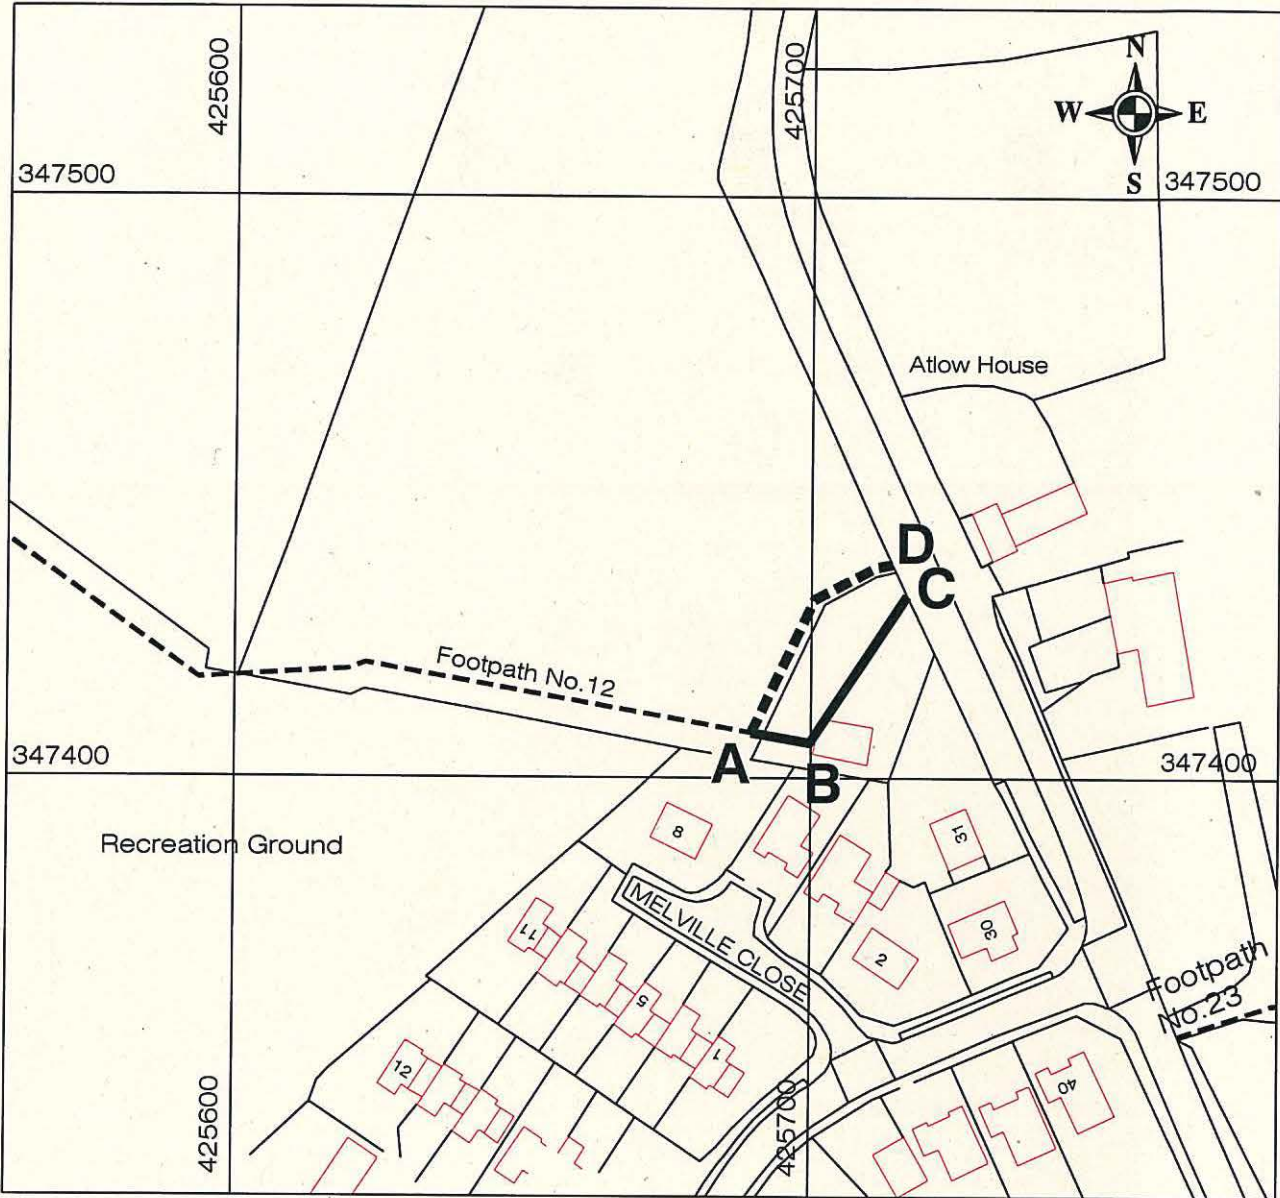 425600
425700
N
W E
S
347500
347500
Atlow House
D
C
Footpath No.12
A
B
347400
347400
Recreation Ground
8
31
MELVILLE CLOSE
11
30
2
5
Footpath
No.23
1
12
40
425600
425700